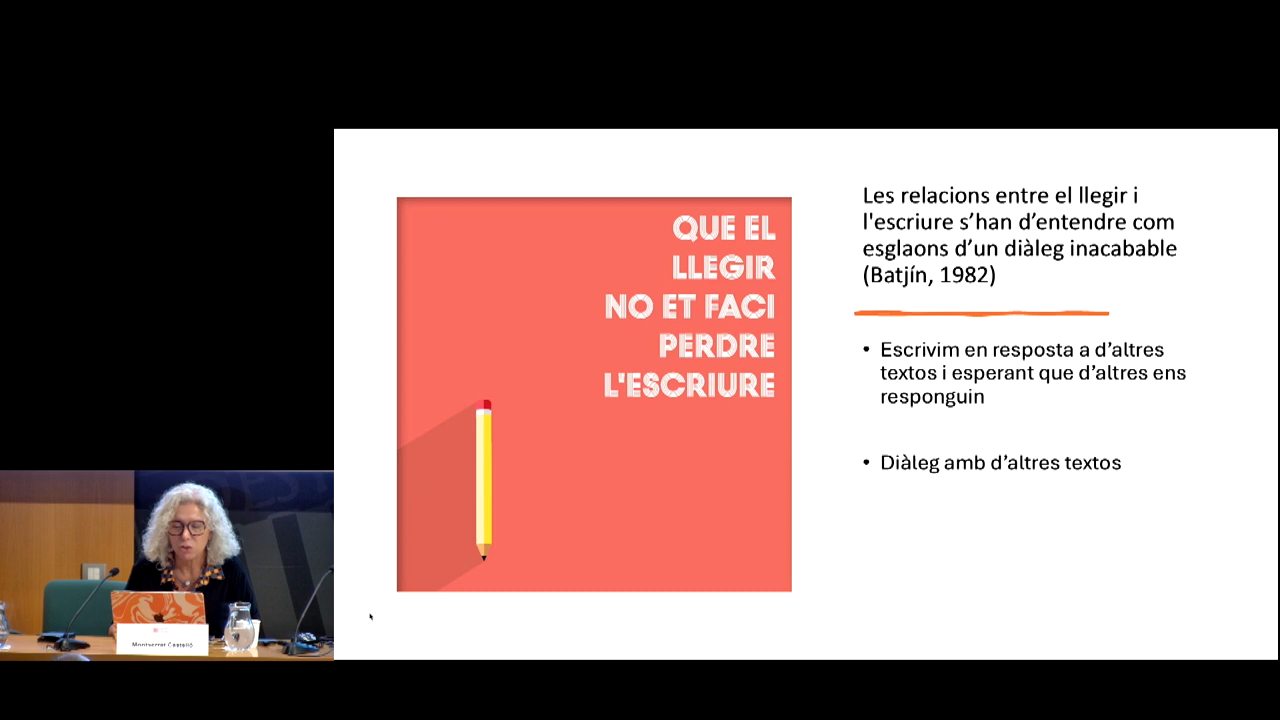 QUE EL
LLEGIR
NO ET FACI
PERDRE
L'ESCRIURE
Les relacions entre el llegir i
l'escriure s’han d’entendre com
esglaons d’un diàleg inacabable
(Batjín, 1982)
• Escrivim en resposta a d’altres
textos i esperant que d’altres ens
responguin
• Diàleg amb d’altres textos
Montserrat Castelló